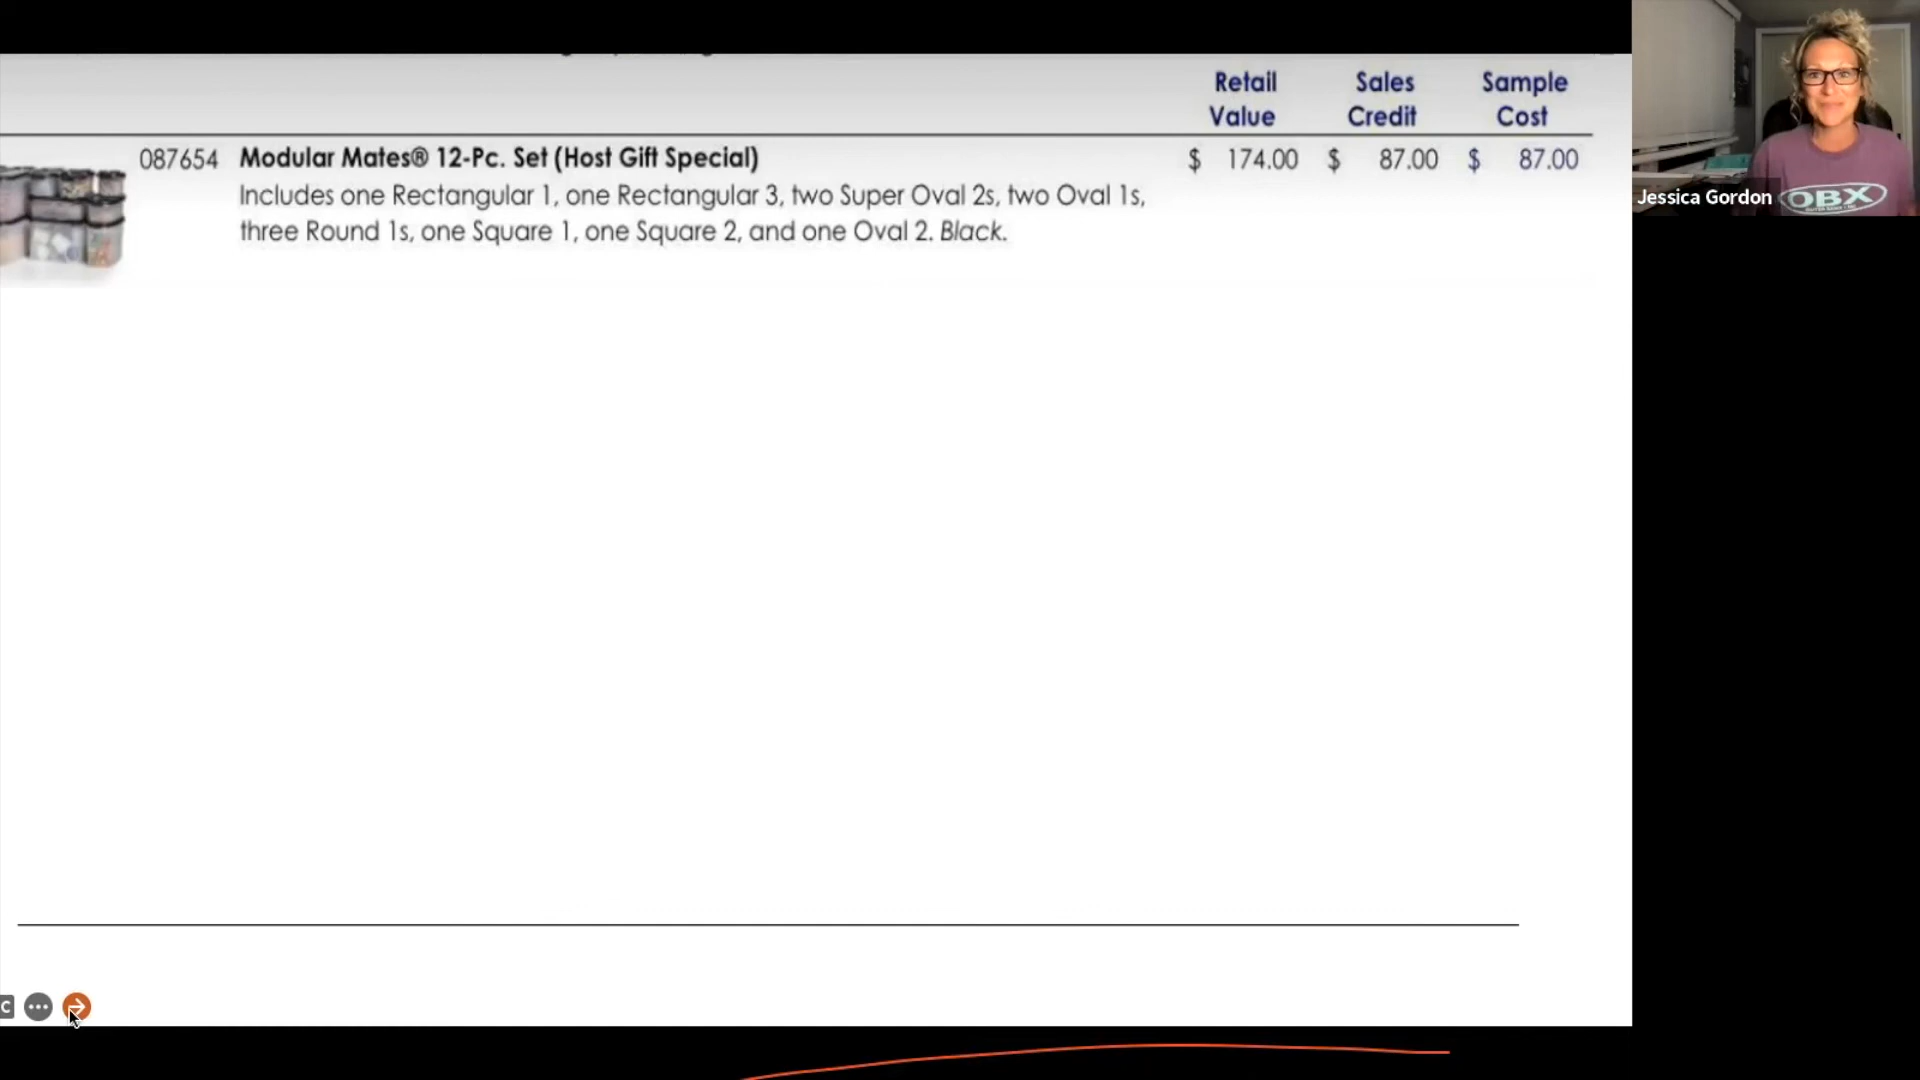 Retail Sales Sample
Value Credit Cost
087654 Modular Mates® 12-Pc. Set (Host Gift Special) $ 174.00 $ 87.00 $ 87.00
Includes one Rectangular 1, one Rectangular 3, two Super Oval 2s, two Oval 1s,
three Round 1s, one Square 1, one Square 2, and one Oval 2. Black.
Jessica Gordon
OBX
C